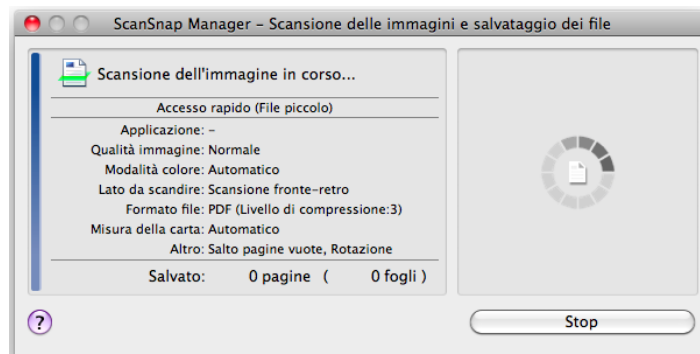 ScanSnap Manager – Scansione delle immagini e salvataggio dei file
Scansione dell'immagine in corso...
Accesso rapido (File piccolo)
Applicazione: –
Qualità immagine: Normale
Modalità colore: Automatico
Lato da scandire: Scansione fronte-retro
Formato file: PDF (Livello di compressione:3)
Misura della carta: Automatico
Altro: Salto pagine vuote, Rotazione
Salvato: 0 pagine ( 0 fogli )
? Stop